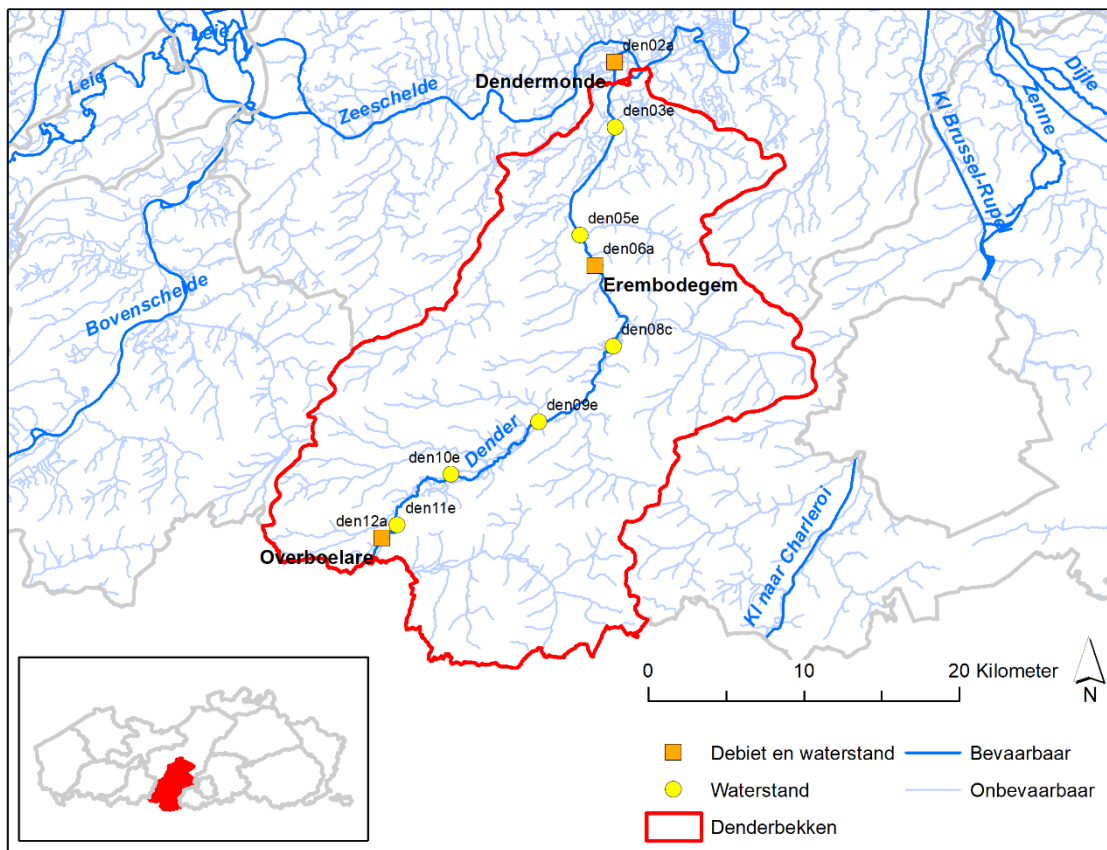 Leie
Leie
Zeeschelde
den02a
Dendermonde
den03e
Dijle
Zenne
Kl Brussel-Rupel
den05e
den06a
Erembodegem
Bovenschelde
den08c
den09e
Dender
den10e
den11e
den12a
Overboelare
Kl naar Charleroi
0 10 20 Kilometer
N
Debiet en waterstand
Bevaarbaar
Waterstand
Onbevaarbaar
Denderbekken